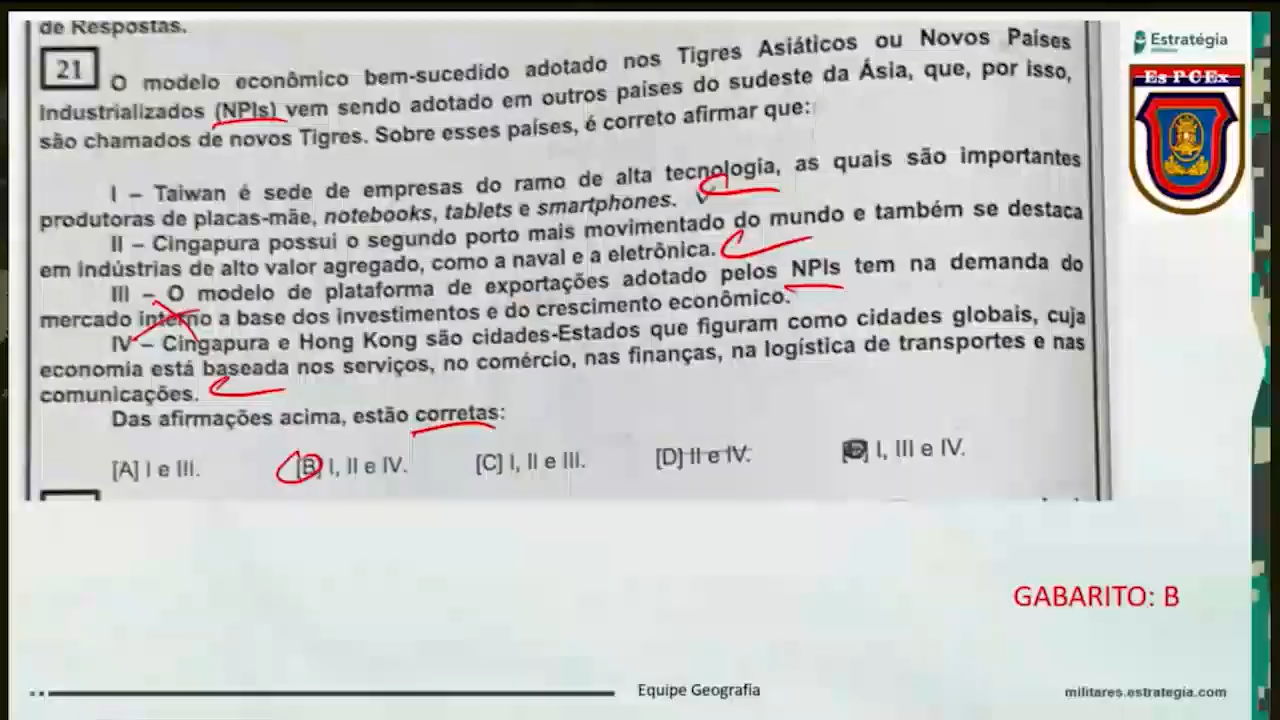 de Respostas.
Estratégia
Militares
EsPCEx
21
O modelo econômico bem-sucedido adotado nos Tigres Asiáticos ou Novos Países
Industrializados (NPIs) vem sendo adotado em outros países do sudeste da Ásia, que, por isso,
são chamados de novos Tigres. Sobre esses países, é correto afirmar que:
I – Taiwan é sede de empresas do ramo de alta tecnologia, as quais são importantes
produtoras de placas-mãe, notebooks, tablets e smartphones.
II – Cingapura possui o segundo porto mais movimentado do mundo e também se destaca
em indústrias de alto valor agregado, como a naval e a eletrônica.
III – O modelo de plataforma de exportações adotado pelos NPIs tem na demanda do
mercado interno a base dos investimentos e do crescimento econômico.
IV – Cingapura e Hong Kong são cidades-Estados que figuram como cidades globais, cuja
economia está baseada nos serviços, no comércio, nas finanças, na logística de transportes e nas
comunicações.
Das afirmações acima, estão corretas:
[A] I e III. [B] I, II e IV. [C] I, II e III. [D] II e IV. [E] I, III e IV.
GABARITO: B
Equipe Geografia
militares.estrategia.com